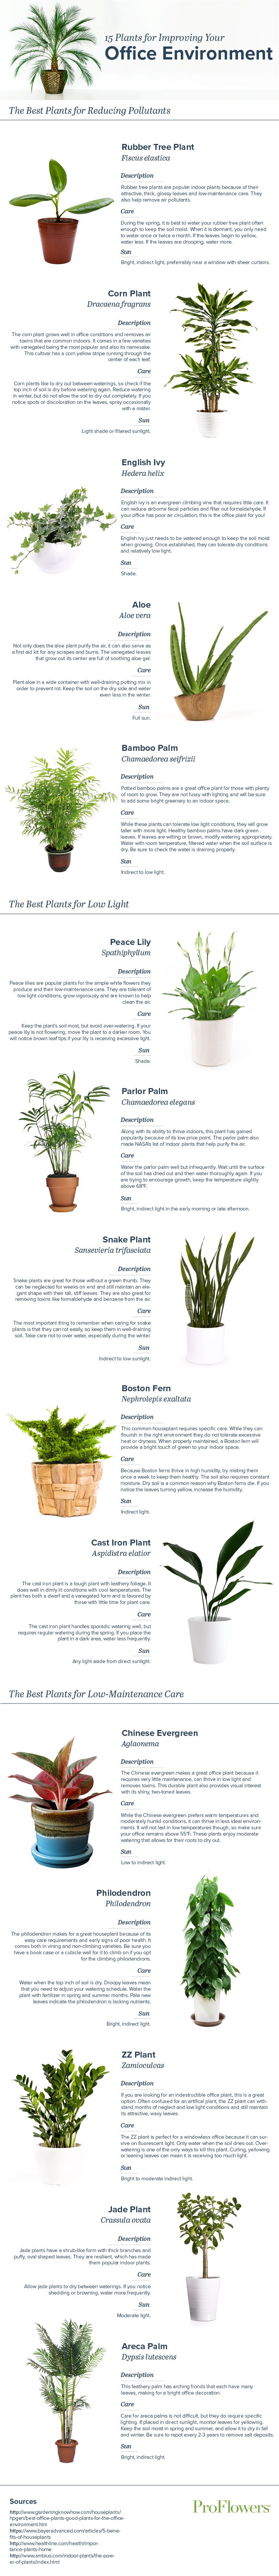 15 Plants for Improving Your
Office Environment
The Best Plants for Reducing Pollutants
Rubber Tree Plant
Fiscus elastica
Description
Rubber tree plants are popular indoor plants because of their
attractive, thick, glossy leaves and low-maintenance care. They
also help remove air pollutants.
Care
During the spring, it is best to water your rubber tree plant often
enough to keep the soil moist. When it is dormant, you only need
to water once or twice a month. If the leaves begin to yellow,
water less. If the leaves are drooping, water more.
Sun
Bright, indirect light, preferrably near a window with sheer curtains.
Corn Plant
Dracaena fragrans
Description
The corn plant grows well in office conditions and removes air
toxins that are common indoors. It comes in a few varieties
with variegated being the most popular and also its namesake.
This cultivar has a corn yellow stripe running through the
center of each leaf.
Care
Corn plants like to dry out between waterings, so check if the
top inch of soil is dry before watering again. Reduce watering
in winter, but do not allow the soil to dry out completely. If you
notice spots or discoloration on the leaves, spray occasionally
with a mister.
Sun
Light shade or filtered sunlight.
English Ivy
Hedera helix
Description
English ivy is an evergreen climbing vine that requires little care. It
can reduce airborne fecal particles and filter out formaldehyde. If
your office has poor air circulation, this is the office plant for you!
Care
English ivy just needs to be watered enough to keep the soil moist
when growing. Once established, they can tolerate dry conditions
and relatively low light.
Sun
Shade.
Aloe
Aloe vera
Description
Not only does the aloe plant purify the air, it can also serve as
a first aid kit for any scrapes and burns. The variegated leaves
that grow out its center are full of soothing aloe gel.
Care
Plant aloe in a wide container with well-draining potting mix in
order to prevent rot. Keep the soil on the dry side and water
even less in the winter.
Sun
Full sun.
Bamboo Palm
Chamaedorea seifrizii
Description
Potted bamboo palms are a great office plant for those with plenty
of room to grow. They are not fussy with lighting and will be sure
to add some bright greenery to an indoor space.
Care
While these plants can tolerate low light conditions, they will grow
taller with more light. Healthy bamboo palms have dark green
leaves. If leaves are wilting or brown, modify watering appropriately.
Water with room temperature, filtered water when the soil surface is
dry. Be sure to check the water is draining properly.
Sun
Indirect to low light.
The Best Plants for Low Light
Peace Lily
Spathiphyllum
Description
Peace lilies are popular plants for the simple white flowers they
produce and their low-maintenance care. They are tolerant of
low light conditions, grow vigorously and are known to help
clean the air.
Care
Keep the plant's soil moist, but avoid over-watering. If your
peace lily is not flowering, move the plant to a darker room. You
will notice brown leaf tips if your lily is receiving excessive light.
Sun
Shade.
Parlor Palm
Chamaedorea elegans
Description
Along with its ability to thrive indoors, this plant has gained
popularity because of its low price point. The parlor palm also
made NASA's list of indoor plants that help purify the air.
Care
Water the parlor palm well but infrequently. Wait until the surface
of the soil has dried out and then water thoroughly again. If you
are trying to encourage growth, keep the temperature slightly
above 68°F.
Sun
Bright, indirect light in the early morning or late afternoon.
Snake Plant
Sansevieria trifasciata
Description
Snake plants are great for those without a green thumb. They
can be neglected for weeks on end and still maintain an ele-
gant shape with their tall, stiff leaves. They are also great for
removing toxins like formaldehyde and benzene from the air.
Care
The most important thing to remember when caring for snake
plants is that they can rot easily, so keep them in well-draining
soil. Take care not to over water, especially during the winter.
Sun
Indirect to low sunlight.
Boston Fern
Nephrolepis exaltata
Description
This common houseplant requires specific care. While they can
flourish in the right environment they do not tolerate excessive
heat or dryness. When properly maintained, a Boston fern will
provide a bright touch of green to your indoor space.
Care
Because Boston ferns thrive in high humidity, try misting them
once a week to keep them healthy. The soil also requires constant
moisture. Dry soil is a common reason why Boston ferns die. If you
notice the leaves turning yellow, increase the humidity.
Sun
Indirect light.
Cast Iron Plant
Aspidistra elatior
Description
The cast iron plant is a tough plant with leathery foliage. It
does well in dimly lit conditions with cool temperatures. The
plant has both a dwarf and a variegated form and is favored by
those with little time for plant care.
Care
The cast iron plant handles sporadic watering well, but
requires regular watering during the spring. If you place the
plant in a dark area, water less frequently.
Sun
Any light aside from direct sunlight.
The Best Plants for Low-Maintenance Care
Chinese Evergreen
Aglaonema
Description
The Chinese evergreen makes a great office plant because it
requires very little maintenance, can thrive in low light and
removes toxins. This durable plant also provides visual interest
with its shiny, two-toned leaves.
Care
While the Chinese evergreen prefers warm temperatures and
moderately humid conditions, it can thrive in less ideal environ-
ments. It will not last in low temperatures though, so make sure
your office remains above 55°F. These plants enjoy moderate
watering that allows for their roots to dry out.
Sun
Low to indirect light.
Philodendron
Philodendron
Description
The philodendron makes for a great houseplant because of its
easy care requirements and early signs of poor health. It
comes both in vining and non-climbing varieties. Be sure you
have a book case or a cubicle wall for it to climb on if you opt
for the climbing philodendrons.
Care
Water when the top inch of soil is dry. Droopy leaves mean
that you need to adjust your watering schedule. Water the
plant with fertilizer in spring and summer months. Pale new
leaves indicate the philodendron is lacking nutrients.
Sun
Bright, indirect light.
ZZ Plant
Zamioculcas
Description
If you are looking for an indestructible office plant, this is a great
option. Often confused for an artificial plant, the ZZ plant can with-
stand months of neglect and low light conditions and still maintain
its attractive, waxy leaves.
Care
The ZZ plant is perfect for a windowless office because it can sur-
vive on fluorescent light. Only water when the soil dries out. Over-
watering is one of the only ways to kill this plant. Curling, yellowing
or leaning leaves can mean it is receiving too much light.
Sun
Bright to moderate indirect light.
Jade Plant
Crassula ovata
Description
Jade plants have a shrub-like form with thick branches and
puffy, oval shaped leaves. They are resilient, which has made
them popular indoor plants.
Care
Allow jade plants to dry between waterings. If you notice
shedding or browning, water more frequently.
Sun
Moderate light.
Areca Palm
Dypsis lutescens
Description
This feathery palm has arching fronds that each have many
leaves, making for a bright office decoration.
Care
Care for areca palms is not difficult, but they do require specific
lighting. If placed in direct sunlight, monitor leaves for yellowing.
Keep the soil moist in spring and summer, and allow it to dry in fall
and winter. Be sure to repot every 2-3 years to remove salt deposits.
Sun
Bright, indirect light.
Sources
http://www.gardeningknowhow.com/houseplants/
hpgen/best-office-plants-good-plants-for-the-office-
environment.htm
https://www.bayeradvanced.com/articles/5-bene-
fits-of-houseplants
http://www.healthline.com/health/impor-
tance-plants-home
http://www.ambius.com/indoor-plants/the-pow-
er-of-plants/index.html
ProFlowers